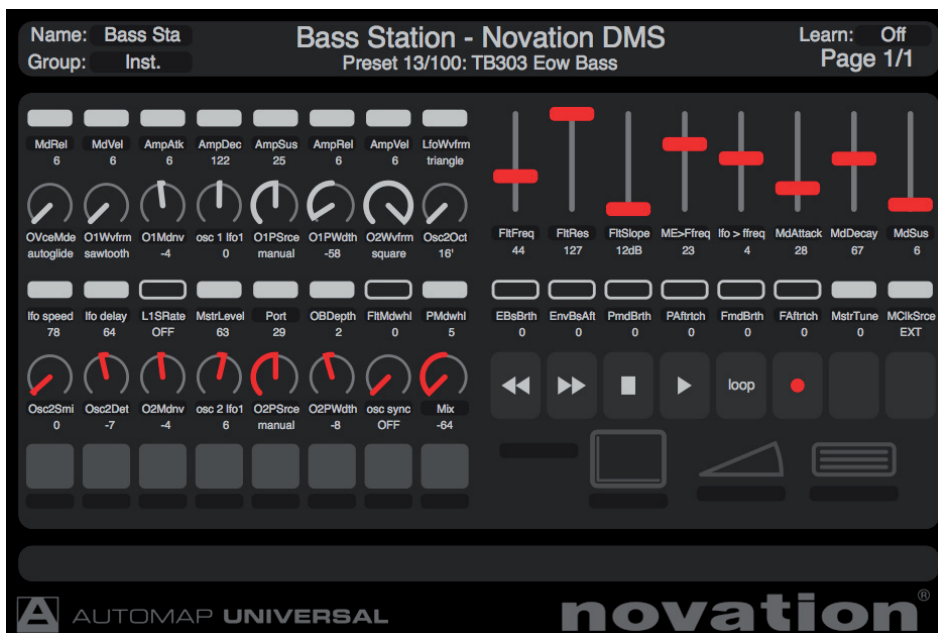 Name: Bass Sta
Bass Station - Novation DMS
Learn: Off
Group: Inst.
Preset 13/100: TB303 Eow Bass
Page 1/1
MdRel MdVel AmpAtk AmpDec AmpSus AmpRel AmpVel LfoWvfrm
6 6 6 122 25 6 6 triangle
OVceMde O1Wvfrm O1Mdnv osc 1 lfo1 O1PSrce O1PWdth O2Wvfrm Osc2Oct
autoglide sawtooth -4 0 manual -58 square 16'
FltFreq FltRes FltSlope ME>Ffreq lfo > ffreq MdAttack MdDecay MdSus
44 127 12dB 23 4 28 67 6
lfo speed lfo delay L1SRate MstrLevel Port OBDepth FltMdwhl PMdwhl
78 64 OFF 63 29 2 0 5
EBsBrth EnvBsAft PmdBrth PAftrtch FmdBrth FAftrtch MstrTune MClkSrce
0 0 0 0 0 0 0 EXT
Osc2Smi Osc2Det O2Mdnv osc 2 lfo1 O2PSrce O2PWdth osc sync Mix
0 -7 -4 6 manual -8 OFF -64
loop
A AUTOMAP UNIVERSAL
novation®